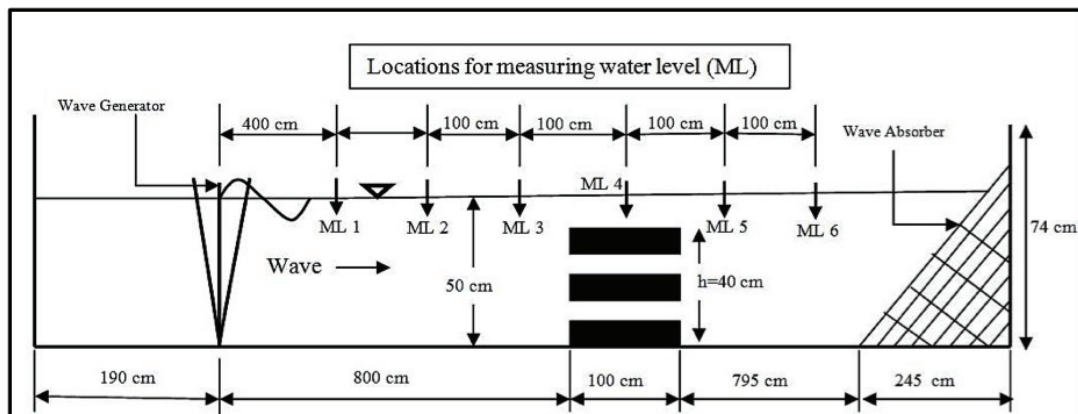 Locations for measuring water level (ML)
Wave Generator
400 cm
100 cm
100 cm
100 cm
100 cm
Wave Absorber
ML 1
ML 2
ML 3
ML 4
ML 5
ML 6
74 cm
Wave
50 cm
h=40 cm
190 cm
800 cm
100 cm
795 cm
245 cm